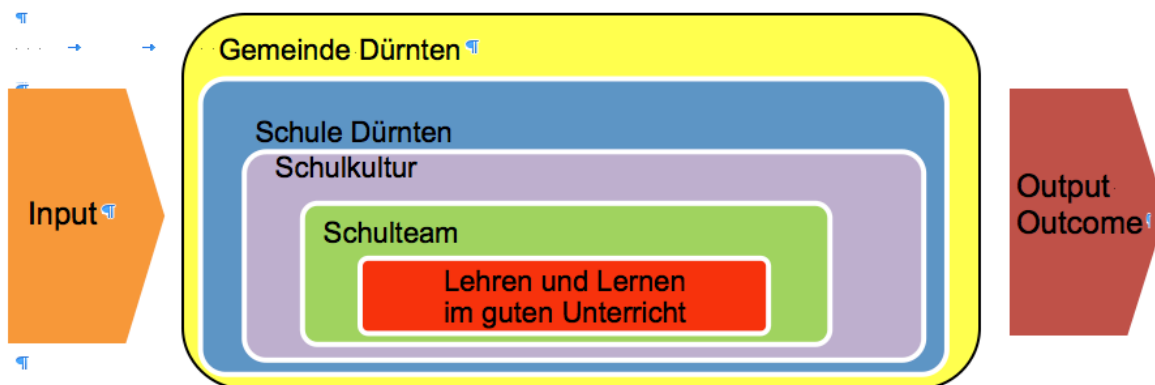 Gemeinde Dürnten
Schule Dürnten
Schulkultur
Schulteam
Lehren und Lernen
im guten Unterricht
Input
Output
Outcome